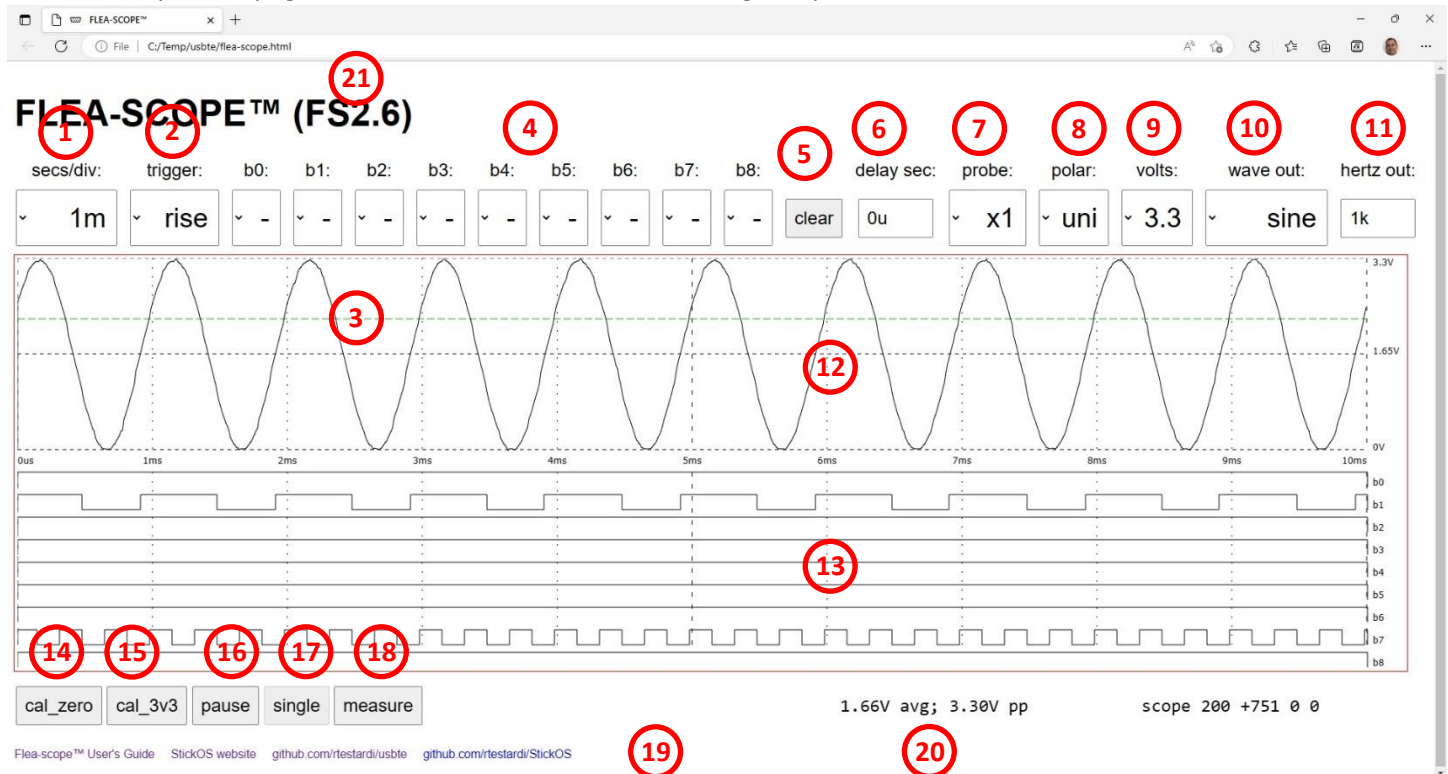 FLEA-SCOPE™ × +
File | C:/Temp/usbte/flea-scope.html
21
FLEA-SCOPE™ (FS2.6)
1 2 4 5 6 7 8 9 10 11
secs/div: trigger: b0: b1: b2: b3: b4: b5: b6: b7: b8: delay sec: probe: polar: volts: wave out: hertz out:
1m rise - - - - - - - - - clear 0u x1 uni 3.3 sine 1k
3.3V
3
1.65V
12
0V
0us 1ms 2ms 3ms 4ms 5ms 6ms 7ms 8ms 9ms 10ms
b0
b1
b2
b3
13
b4
b5
b6
b7
14 15 16 17 18
b8
cal_zero cal_3v3 pause single measure 1.66V avg; 3.30V pp scope 200 +751 0 0
19 20
Flea-scope™ User's Guide StickOS website github.com/rtestardi/usbte github.com/rtestardi/StickOS